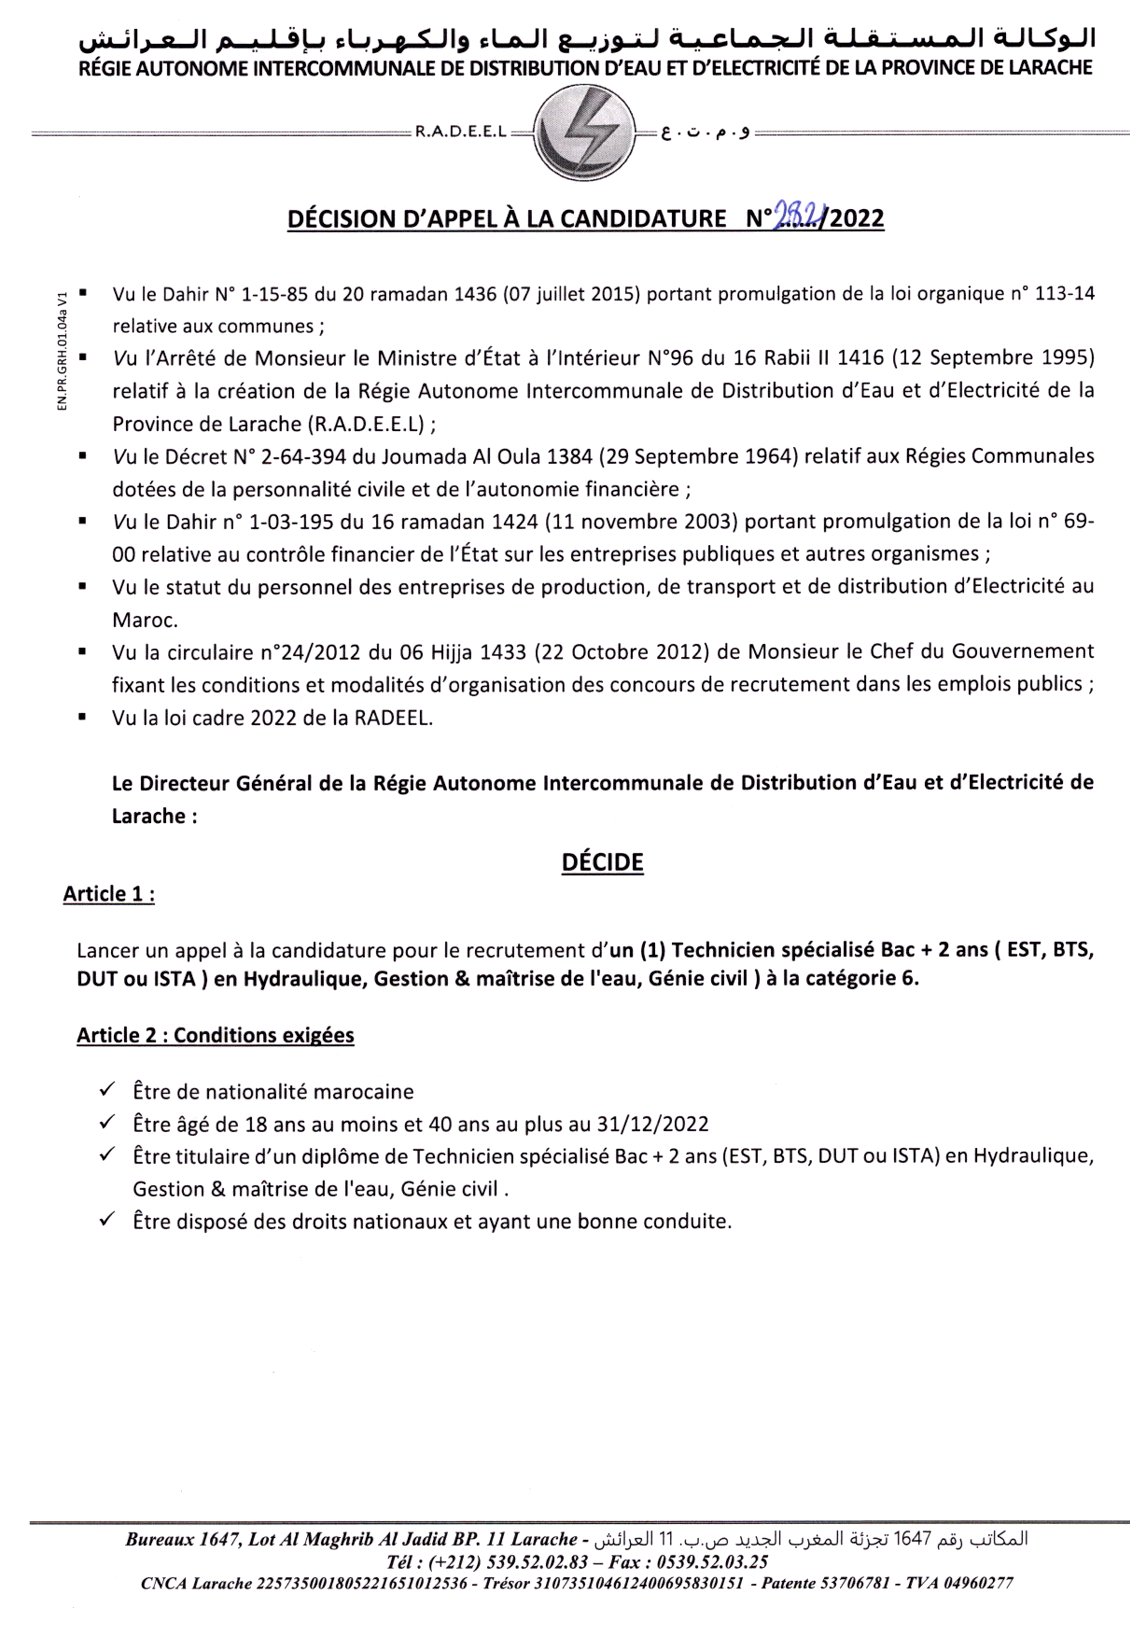 الوكالة المستقلة الجماعية لتوزيع الماء والكهرباء بإقليم العرائش
RÉGIE AUTONOME INTERCOMMUNALE DE DISTRIBUTION D’EAU ET D’ELECTRICITÉ DE LA PROVINCE DE LARACHE
R.A.D.E.E.L و.م.ت.ع
DÉCISION D’APPEL À LA CANDIDATURE N°282/2022
EN.PR.GRH.01.04a V1
▪ Vu le Dahir N° 1-15-85 du 20 ramadan 1436 (07 juillet 2015) portant promulgation de la loi organique n° 113-14
relative aux communes ;
▪ Vu l’Arrêté de Monsieur le Ministre d’État à l’Intérieur N°96 du 16 Rabii II 1416 (12 Septembre 1995)
relatif à la création de la Régie Autonome Intercommunale de Distribution d’Eau et d’Electricité de la
Province de Larache (R.A.D.E.E.L) ;
▪ Vu le Décret N° 2-64-394 du Joumada Al Oula 1384 (29 Septembre 1964) relatif aux Régies Communales
dotées de la personnalité civile et de l’autonomie financière ;
▪ Vu le Dahir n° 1-03-195 du 16 ramadan 1424 (11 novembre 2003) portant promulgation de la loi n° 69-
00 relative au contrôle financier de l’État sur les entreprises publiques et autres organismes ;
▪ Vu le statut du personnel des entreprises de production, de transport et de distribution d’Electricité au
Maroc.
▪ Vu la circulaire n°24/2012 du 06 Hijja 1433 (22 Octobre 2012) de Monsieur le Chef du Gouvernement
fixant les conditions et modalités d’organisation des concours de recrutement dans les emplois publics ;
▪ Vu la loi cadre 2022 de la RADEEL.
Le Directeur Général de la Régie Autonome Intercommunale de Distribution d’Eau et d’Electricité de
Larache :
DÉCIDE
Article 1 :
Lancer un appel à la candidature pour le recrutement d’un (1) Technicien spécialisé Bac + 2 ans ( EST, BTS,
DUT ou ISTA ) en Hydraulique, Gestion & maîtrise de l'eau, Génie civil ) à la catégorie 6.
Article 2 : Conditions exigées
✓ Être de nationalité marocaine
✓ Être âgé de 18 ans au moins et 40 ans au plus au 31/12/2022
✓ Être titulaire d’un diplôme de Technicien spécialisé Bac + 2 ans (EST, BTS, DUT ou ISTA) en Hydraulique,
Gestion & maîtrise de l'eau, Génie civil .
✓ Être disposé des droits nationaux et ayant une bonne conduite.
Bureaux 1647, Lot Al Maghrib Al Jadid BP. 11 Larache - المكاتب رقم 1647 تجزئة المغرب الجديد ص.ب. 11 العرائش
Tél : (+212) 539.52.02.83 – Fax : 0539.52.03.25
CNCA Larache 225735001805221651012536 - Trésor 310735104612400695830151 - Patente 53706781 - TVA 04960277